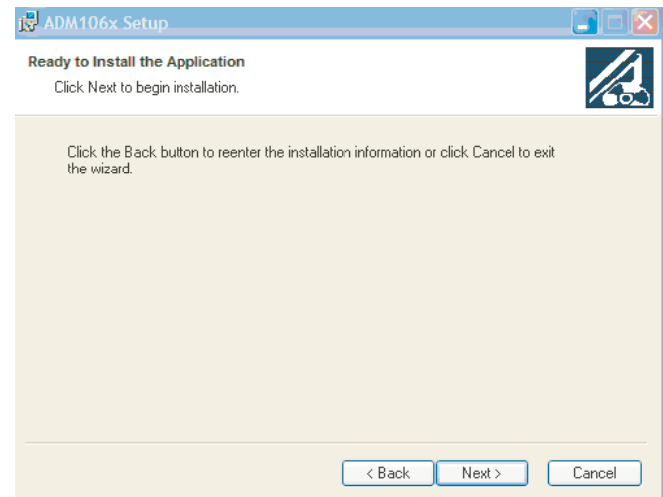 ADM106x Setup
Ready to Install the Application
Click Next to begin installation.
Click the Back button to reenter the installation information or click Cancel to exit
the wizard.
< Back
Next >
Cancel